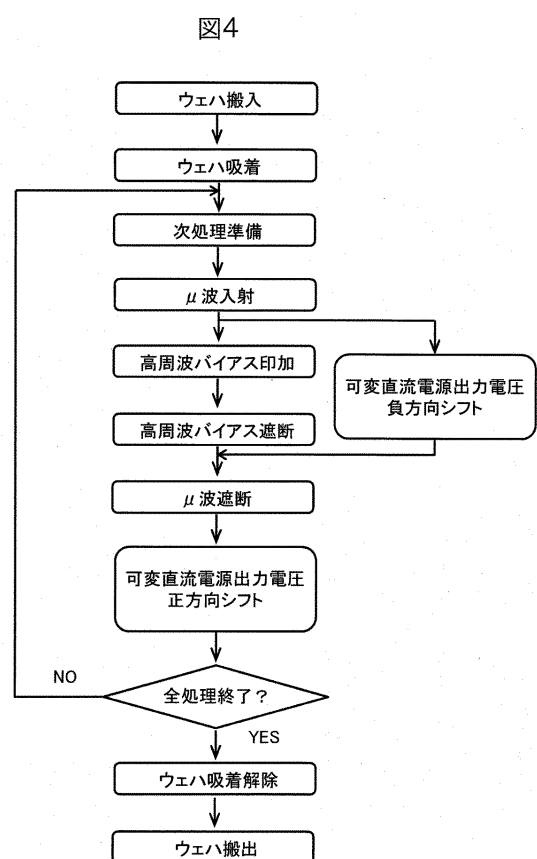 図4
ウェハ搬入
ウェハ吸着
次処理準備
μ波入射
高周波バイアス印加
可変直流電源出力電圧
負方向シフト
高周波バイアス遮断
μ波遮断
可変直流電源出力電圧
正方向シフト
NO
全処理終了？
YES
ウェハ吸着解除
ウェハ搬出